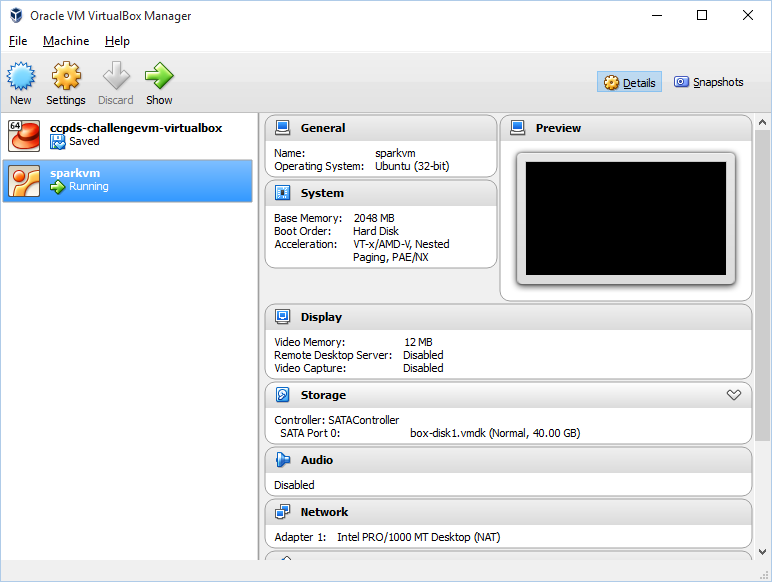 Oracle VM VirtualBox Manager
File Machine Help
New Settings Discard Show
Details Snapshots
64
ccpds-challengevm-virtualbox
Saved
sparkvm
Running
General
Name: sparkvm
Operating System: Ubuntu (32-bit)
System
Base Memory: 2048 MB
Boot Order: Hard Disk
Acceleration: VT-x/AMD-V, Nested
Paging, PAE/NX
Preview
Display
Video Memory: 12 MB
Remote Desktop Server: Disabled
Video Capture: Disabled
Storage
Controller: SATAController
SATA Port 0: box-disk1.vmdk (Normal, 40.00 GB)
Audio
Disabled
Network
Adapter 1: Intel PRO/1000 MT Desktop (NAT)